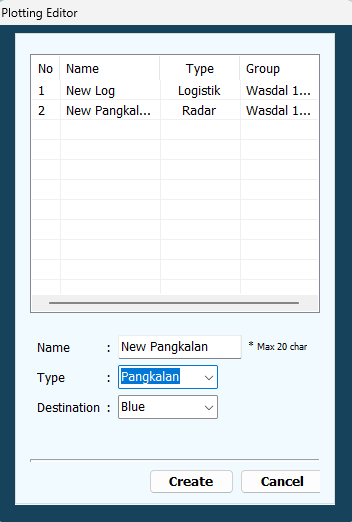 Plotting Editor
No Name Type Group
1 New Log Logistik Wasdal 1...
2 New Pangkal... Radar Wasdal 1...
Name : New Pangkalan * Max 20 char
Type : Pangkalan
Destination : Blue
Create Cancel